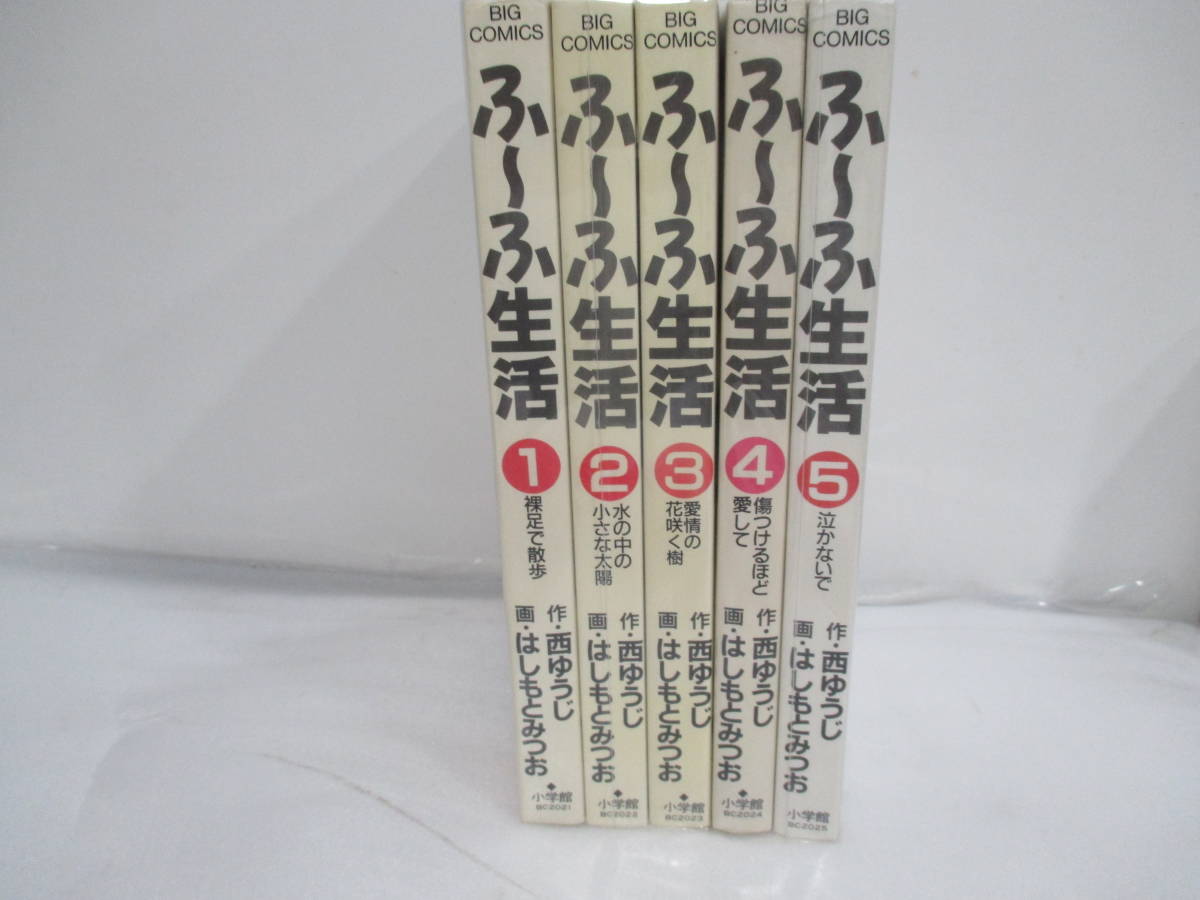 BIG
COMICS
ふ〜ふ生活
1
裸足で散歩
作・西ゆうじ
画・はしもとみつお
小学館
BC2021
BIG
COMICS
ふ〜ふ生活
2
水の中の
小さな太陽
作・西ゆうじ
画・はしもとみつお
小学館
BC2022
BIG
COMICS
ふ〜ふ生活
3
愛情の
花咲く樹
作・西ゆうじ
画・はしもとみつお
小学館
BC2023
BIG
COMICS
ふ〜ふ生活
4
傷つけるほど
愛して
作・西ゆうじ
画・はしもとみつお
小学館
BC2024
BIG
COMICS
ふ〜ふ生活
5
泣かないで
作・西ゆうじ
画・はしもとみつお
小学館
BC2025